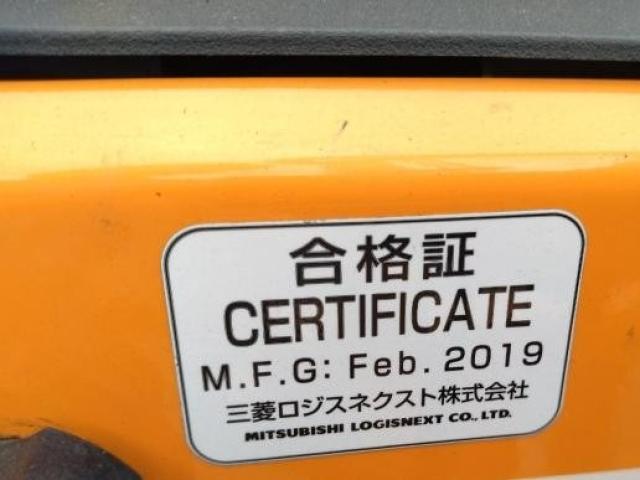 合格証
CERTIFICATE
M.F.G: Feb. 2019
三菱ロジスネクスト株式会社
MITSUBISHI LOGISNEXT CO., LTD.